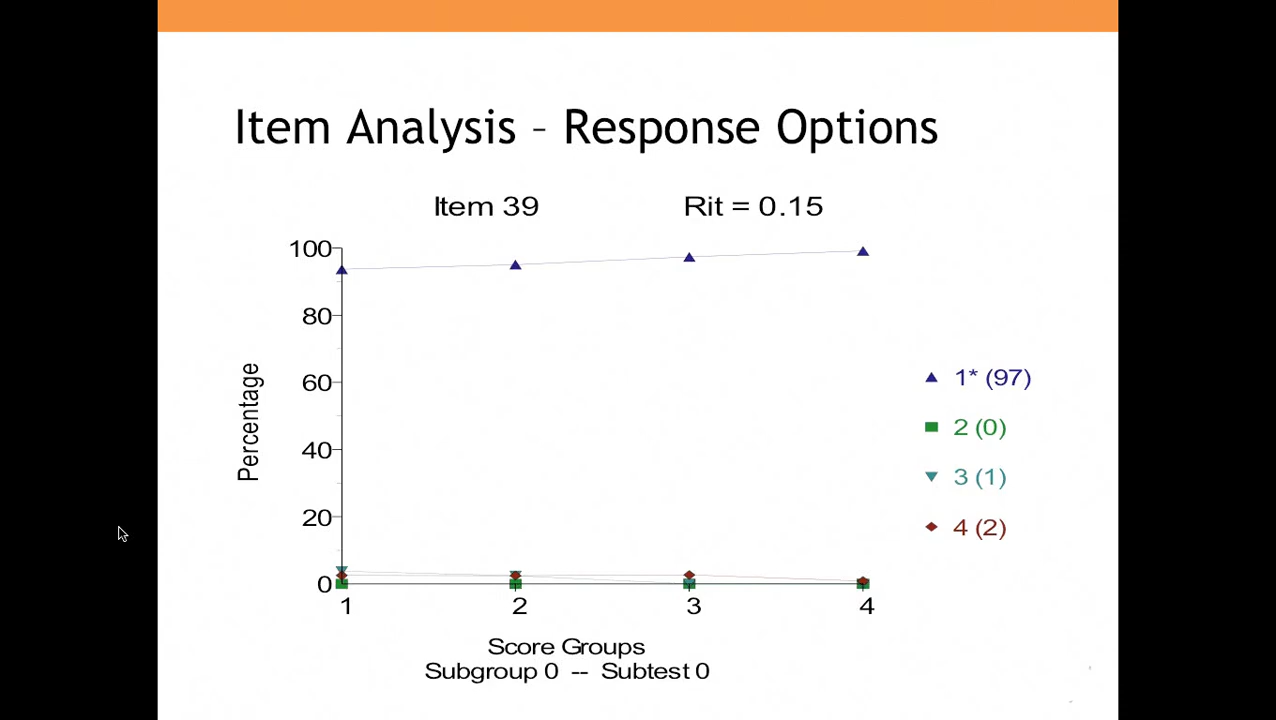 Item Analysis – Response Options
Item 39 Rit = 0.15
100
80
60
40
20
0
Percentage
1 2 3 4
Score Groups
Subgroup 0 -- Subtest 0
1* (97)
2 (0)
3 (1)
4 (2)